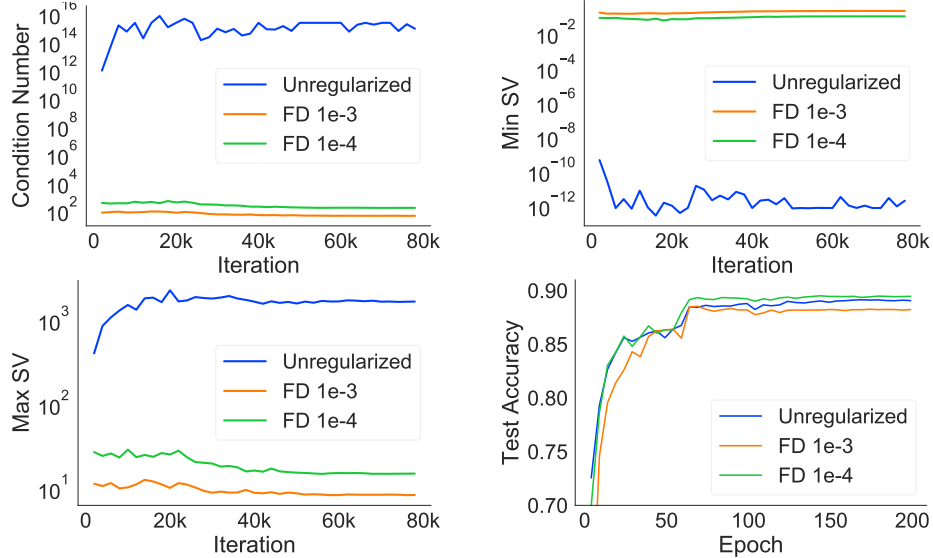 Condition Number
10^16
10^14
10^12
10^10
10^8
10^6
10^4
10^2
Unregularized
FD 1e-3
FD 1e-4
0 20k 40k 60k 80k
Iteration
Min SV
10^−2
10^−4
10^−6
10^−8
10^−10
10^−12
Unregularized
FD 1e-3
FD 1e-4
0 20k 40k 60k 80k
Iteration
Max SV
10^3
10^2
10^1
Unregularized
FD 1e-3
FD 1e-4
0 20k 40k 60k 80k
Iteration
Test Accuracy
0.90
0.85
0.80
0.75
0.70
Unregularized
FD 1e-3
FD 1e-4
0 50 100 150 200
Epoch